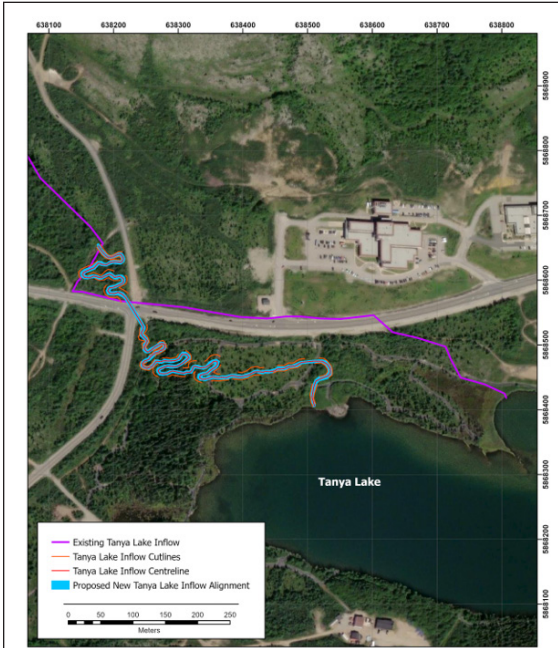 638100 638200 638300 638400 638500 638600 638700 638800
5868900
5868800
5868700
5868600
5868500
5868400
5868300
5868200
5868100
Tanya Lake
Existing Tanya Lake Inflow
Tanya Lake Inflow Cutlines
Tanya Lake Inflow Centreline
Proposed New Tanya Lake Inflow Alignment
0 50 100 150 200 250
Meters